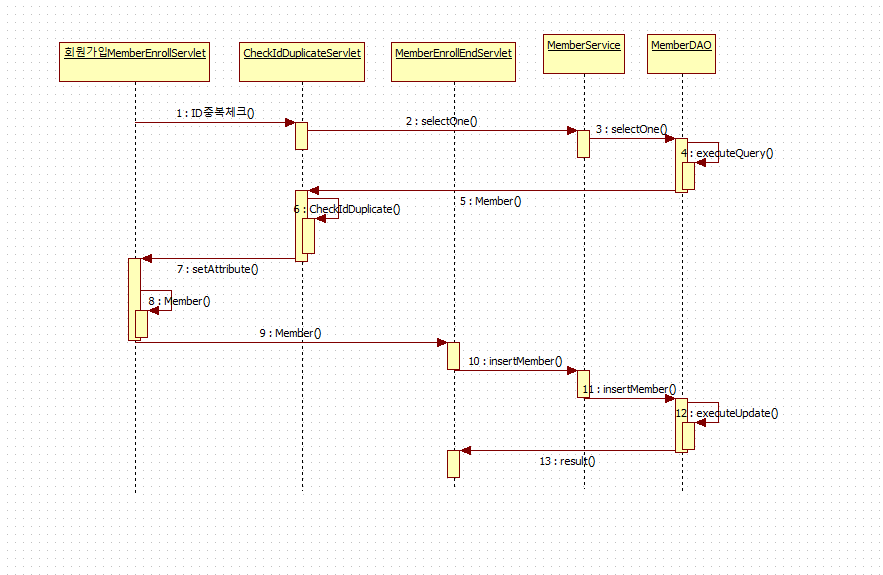 회원가입MemberEnrollServlet
CheckIdDuplicateServlet
MemberEnrollEndServlet
MemberService
MemberDAO
1 : ID중복체크()
2 : selectOne()
3 : selectOne()
4 : executeQuery()
5 : Member()
6 : CheckIdDuplicate()
7 : setAttribute()
8 : Member()
9 : Member()
10 : insertMember()
11 : insertMember()
12 : executeUpdate()
13 : result()